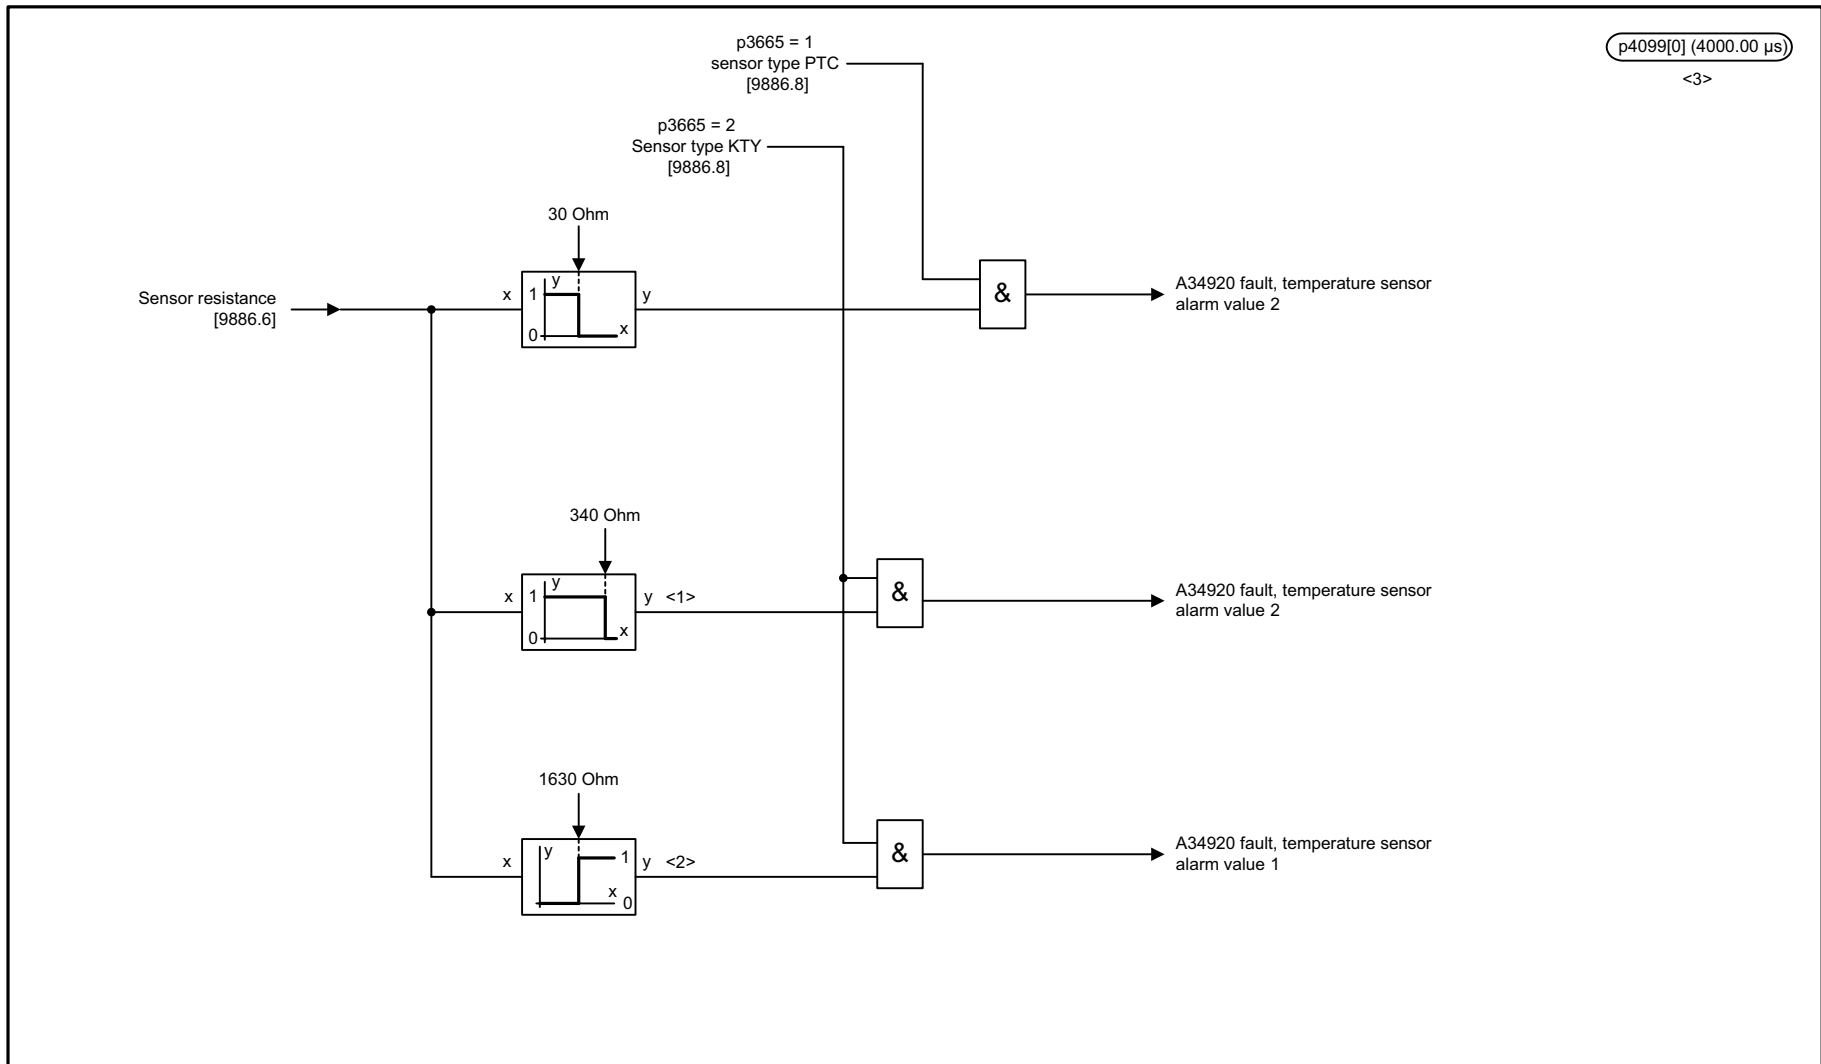 p3665 = 1
sensor type PTC
[9886.8]
p4099[0] (4000.00 µs)
<3>
p3665 = 2
Sensor type KTY
[9886.8]
30 Ohm
Sensor resistance
[9886.6]
x
y
1
0
x
y
&
A34920 fault, temperature sensor
alarm value 2
340 Ohm
x
y
1
0
x
y <1>
&
A34920 fault, temperature sensor
alarm value 2
1630 Ohm
x
y
1
x
0
y <2>
&
A34920 fault, temperature sensor
alarm value 1